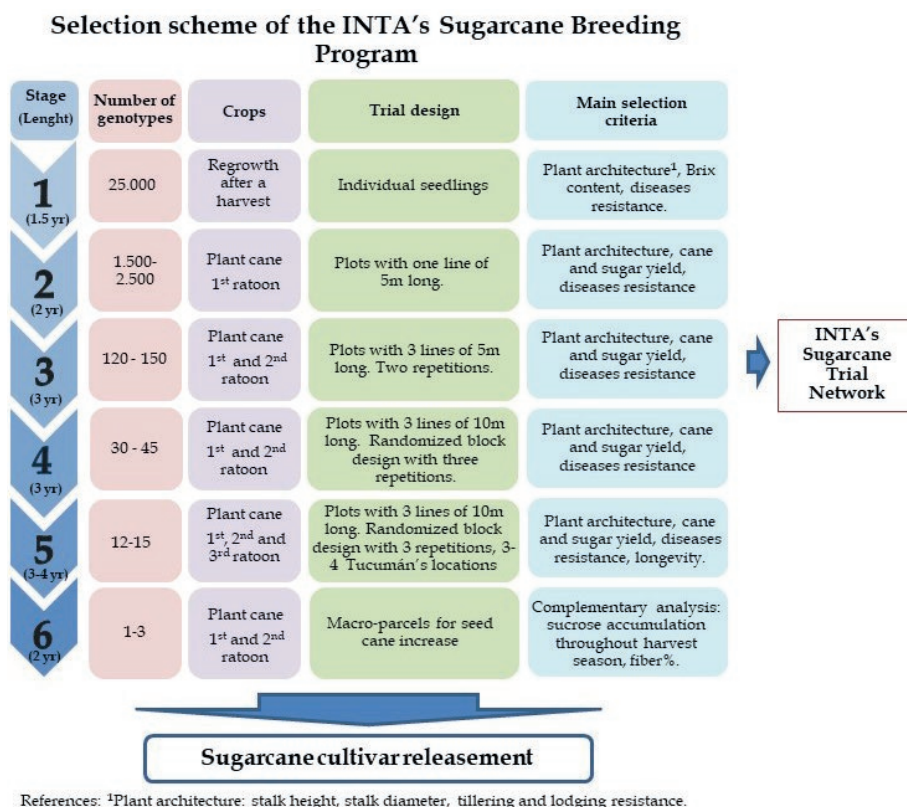 Selection scheme of the INTA's Sugarcane Breeding
Program
Stage
(Lenght)
Number of
genotypes
Crops
Trial design
Main selection
criteria
1
(1.5 yr)
25.000
Regrowth
after a
harvest
Individual seedlings
Plant architecture¹, Brix
content, diseases
resistance.
2
(2 yr)
1.500-
2.500
Plant cane
1st ratoon
Plots with one line of
5m long.
Plant architecture, cane
and sugar yield,
diseases resistance
3
(3 yr)
120 - 150
Plant cane
1st and 2nd
ratoon
Plots with 3 lines of 5m
long. Two repetitions.
Plant architecture, cane
and sugar yield,
diseases resistance
INTA's
Sugarcane
Trial
Network
4
(3 yr)
30 - 45
Plant cane
1st and 2nd
ratoon
Plots with 3 lines of 10m
long. Randomized block
design with three
repetitions.
Plant architecture, cane
and sugar yield,
diseases resistance
5
(3-4 yr)
12-15
Plant cane
1st, 2nd and
3rd ratoon
Plots with 3 lines of 10m
long. Randomized block
design with 3 repetitions, 3-
4 Tucumán's locations
Plant architecture, cane
and sugar yield, diseases
resistance, longevity.
6
(2 yr)
1-3
Plant cane
1st and 2nd
ratoon
Macro-parcels for seed
cane increase
Complementary analysis:
sucrose accumulation
throughout harvest
season, fiber%.
Sugarcane cultivar releasement
References: ¹Plant architecture: stalk height, stalk diameter, tillering and lodging resistance.